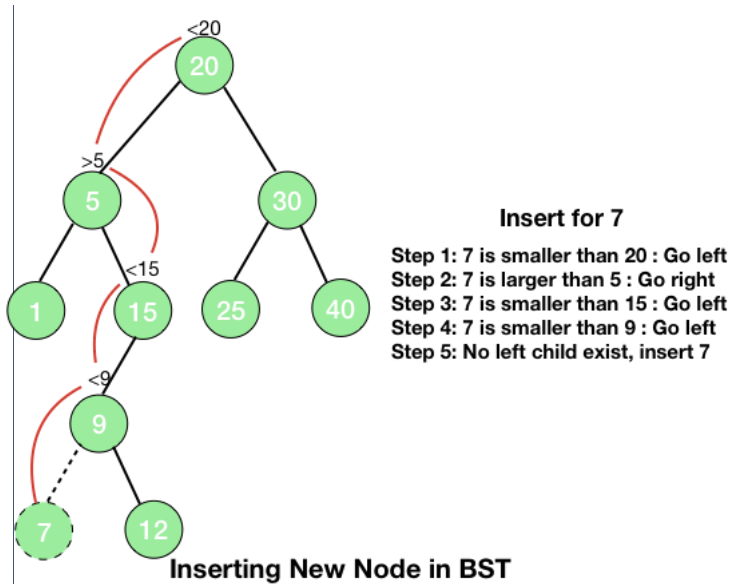 <20
20
>5
5
30
Insert for 7
Step 1: 7 is smaller than 20 : Go left
Step 2: 7 is larger than 5 : Go right
Step 3: 7 is smaller than 15 : Go left
Step 4: 7 is smaller than 9 : Go left
Step 5: No left child exist, insert 7
<15
1
15
25
40
<9
9
7
12
Inserting New Node in BST